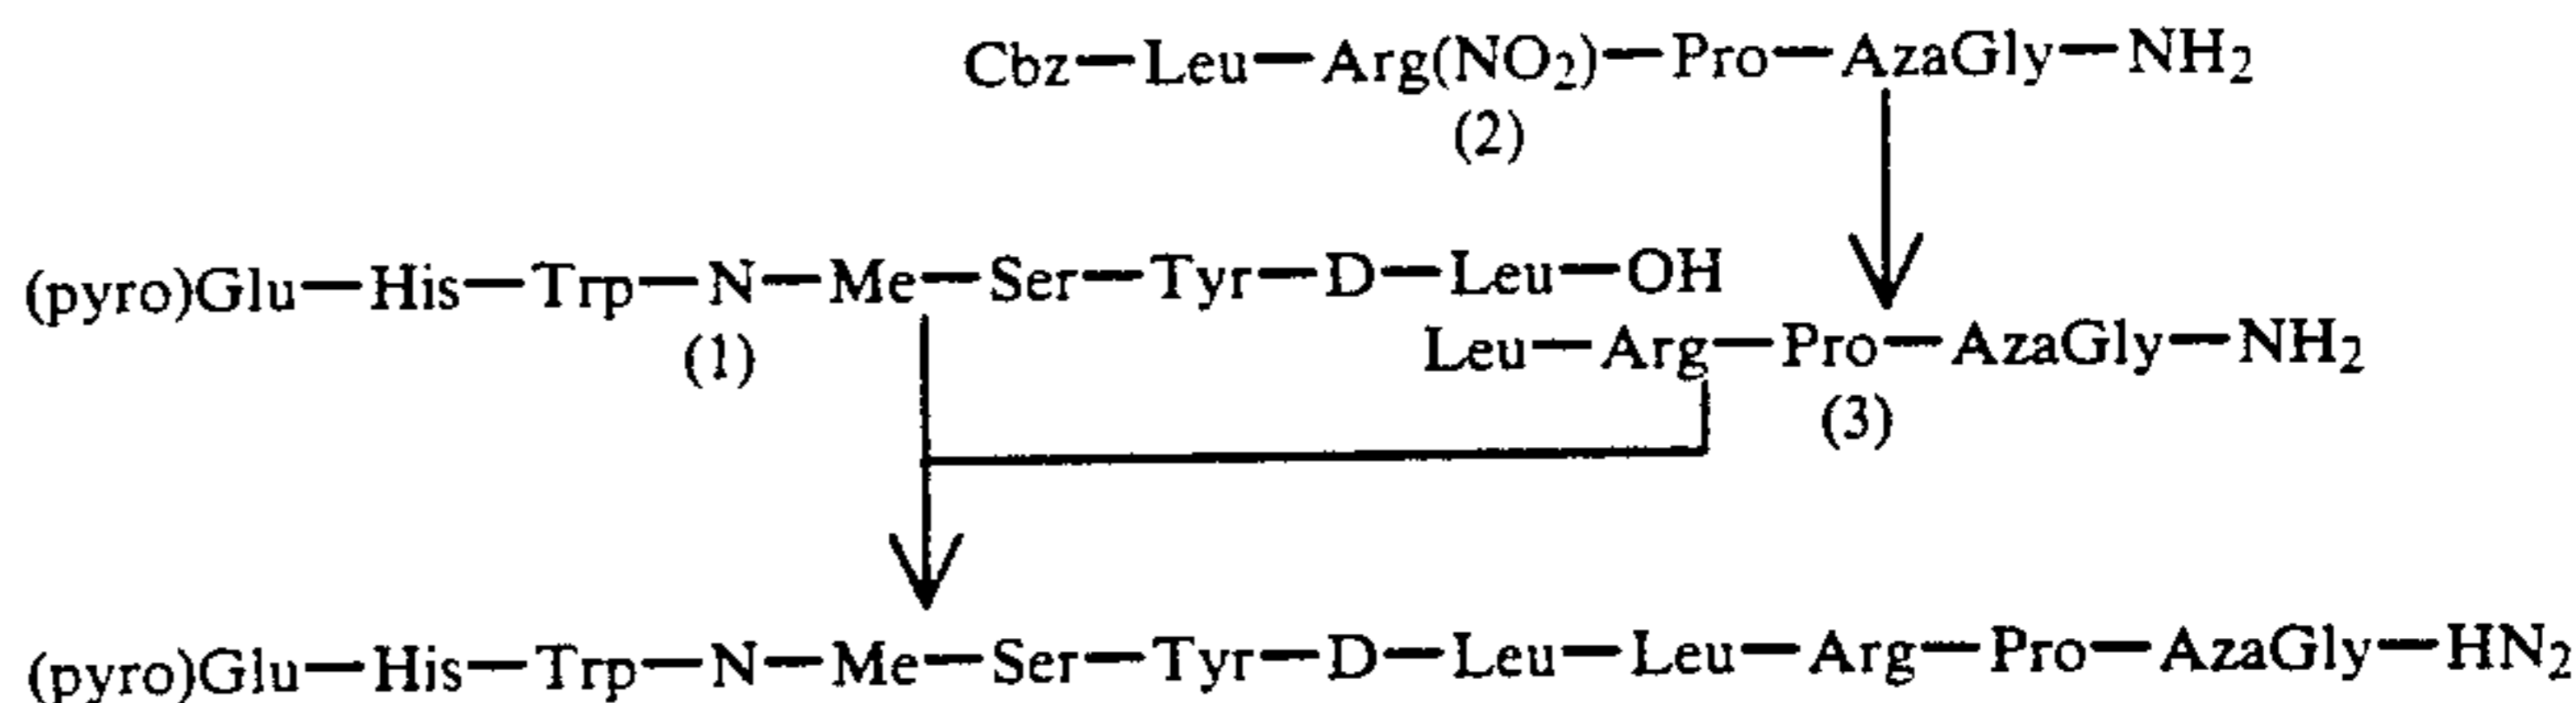 Cbz—Leu—Arg(NO₂)—Pro—AzaGly—NH₂
(2)
(pyro)Glu—His—Trp—N—Me—Ser—Tyr—D—Leu—OH
(1)
Leu—Arg—Pro—AzaGly—NH₂
(3)
(pyro)Glu—His—Trp—N—Me—Ser—Tyr—D—Leu—Leu—Arg—Pro—AzaGly—HN₂